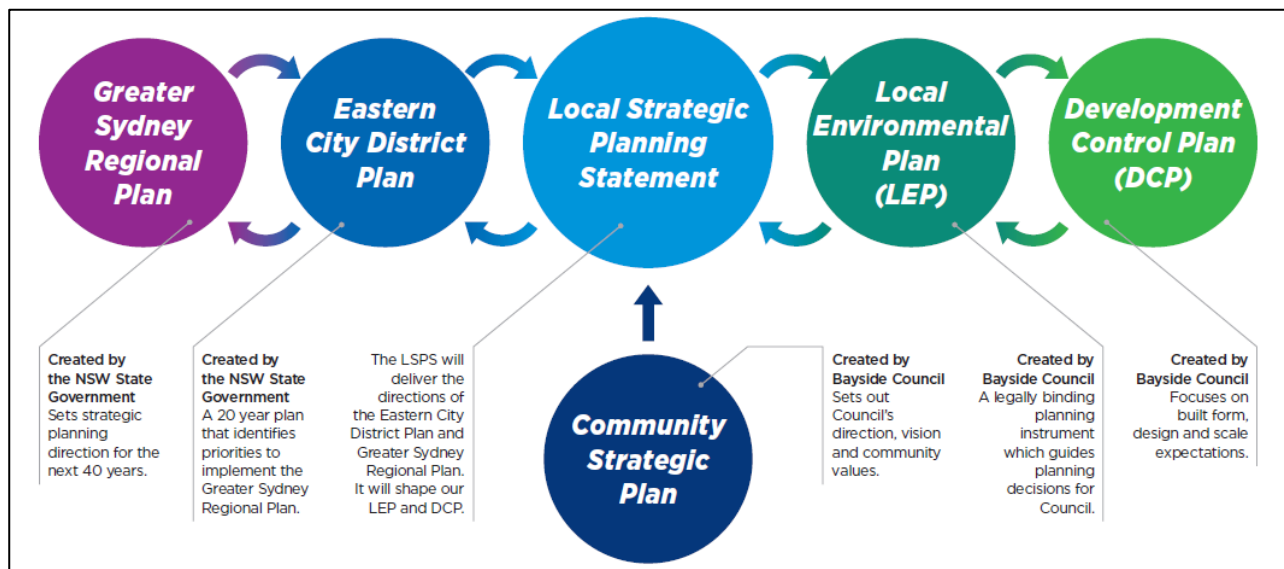 Greater
Sydney
Regional
Plan
Eastern
City District
Plan
Local Strategic
Planning
Statement
Local
Environmental
Plan
(LEP)
Development
Control Plan
(DCP)
Community
Strategic
Plan
Created by
the NSW State
Government
Sets strategic
planning
direction for the
next 40 years.
Created by
the NSW State
Government
A 20 year plan
that identifies
priorities to
implement the
Greater Sydney
Regional Plan.
The LSPS will
deliver the
directions of
the Eastern City
District Plan and
Greater Sydney
Regional Plan.
It will shape our
LEP and DCP.
Created by
Bayside Council
Sets out
Council's
direction, vision
and community
values.
Created by
Bayside Council
A legally binding
planning
instrument
which guides
planning
decisions for
Council.
Created by
Bayside Council
Focuses on
built form,
design and scale
expectations.